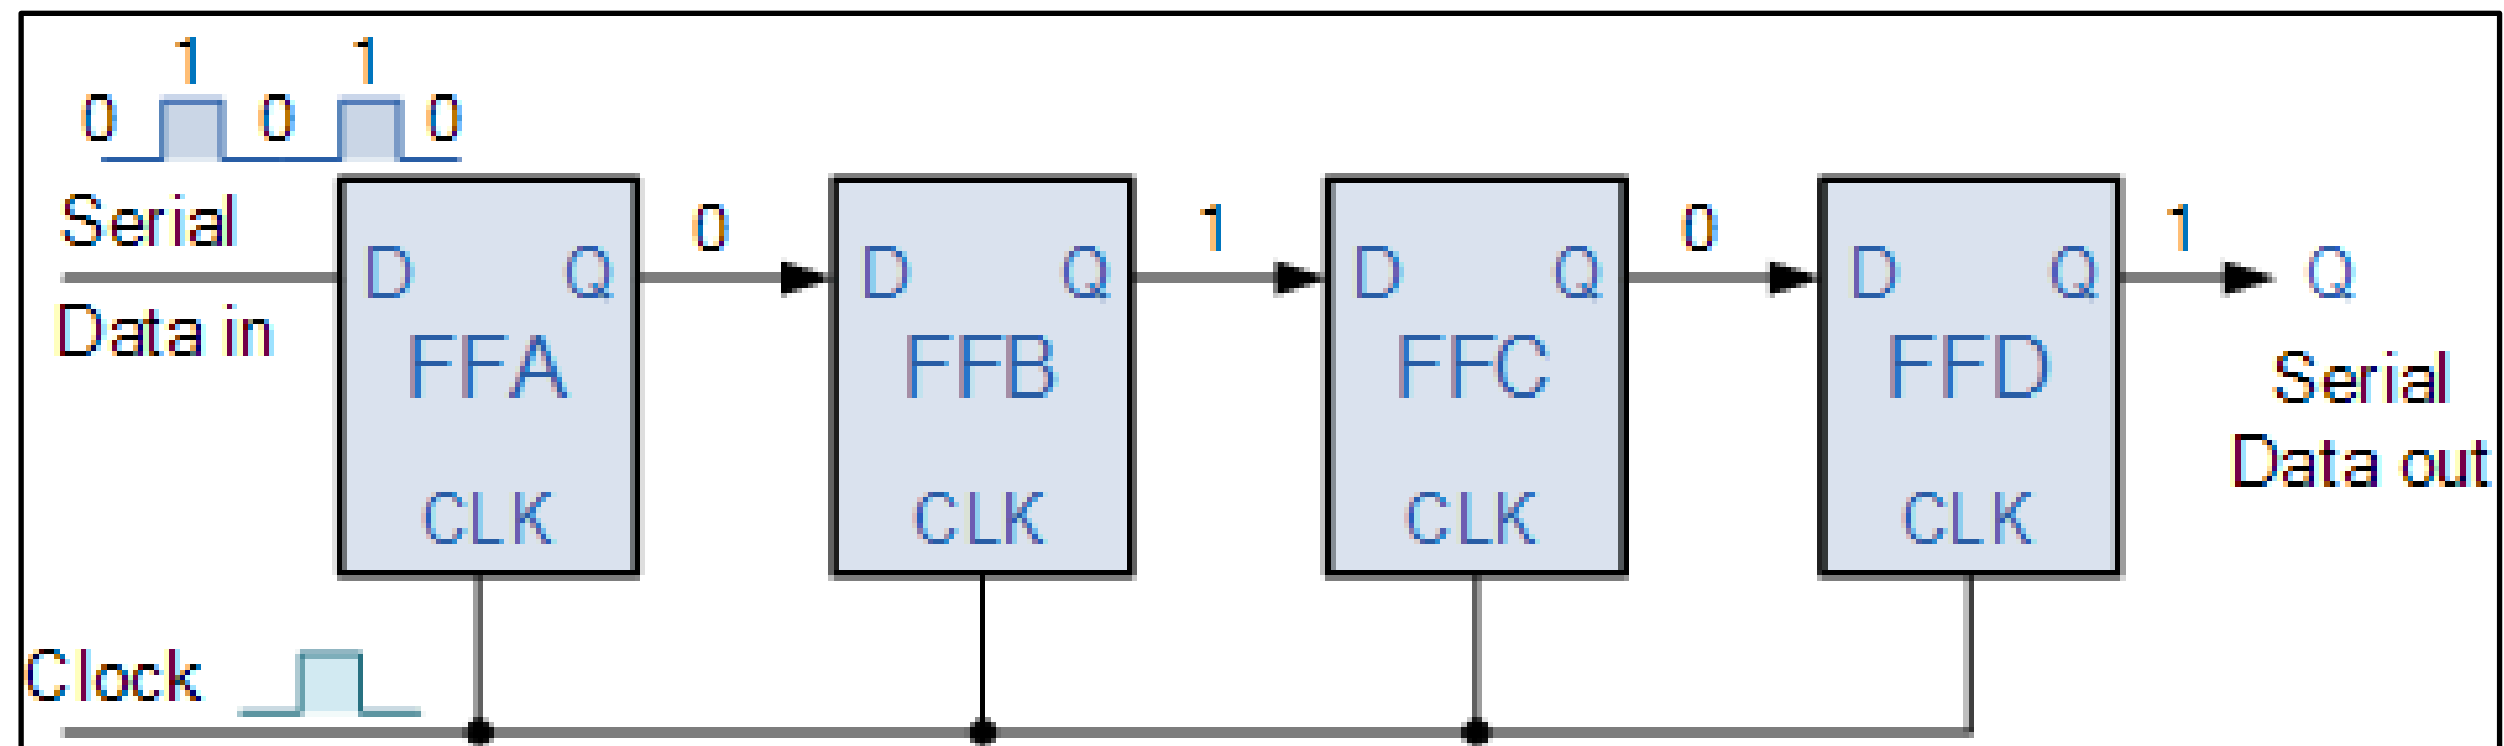 1 1
0 0 0
Serial
Data in
0 1 0 1
D Q D Q D Q D Q Q
FFA FFB FFC FFD
Serial
Data out
CLK CLK CLK CLK
Clock